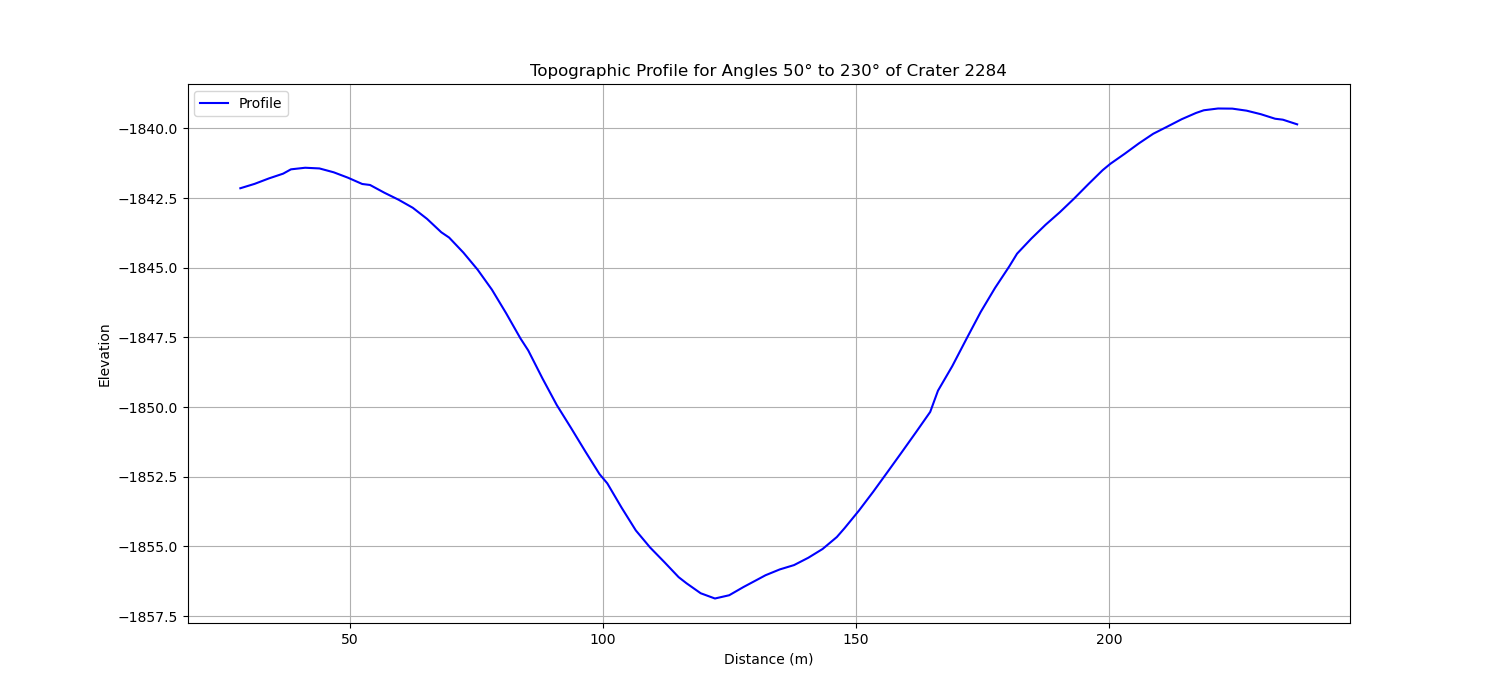 Topographic Profile for Angles 50° to 230° of Crater 2284
Profile
−1840.0
−1842.5
−1845.0
−1847.5
−1850.0
−1852.5
−1855.0
−1857.5
Elevation
50 100 150 200
Distance (m)